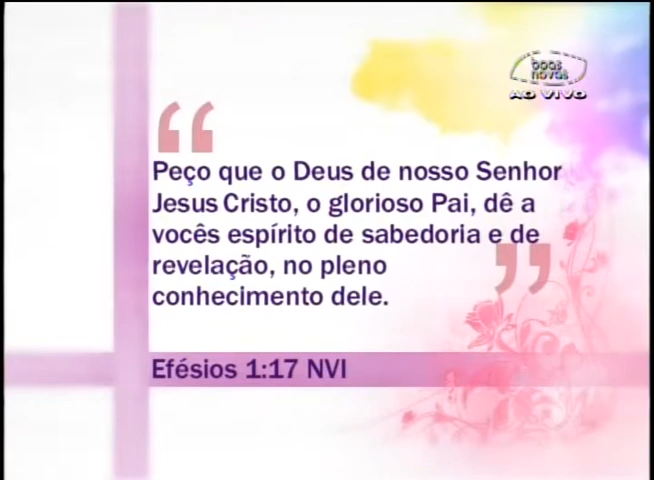 boas
novas
AO VIVO
“
Peço que o Deus de nosso Senhor
Jesus Cristo, o glorioso Pai, dê a
vocês espírito de sabedoria e de
revelação, no pleno
conhecimento dele.
”
Efésios 1:17 NVI